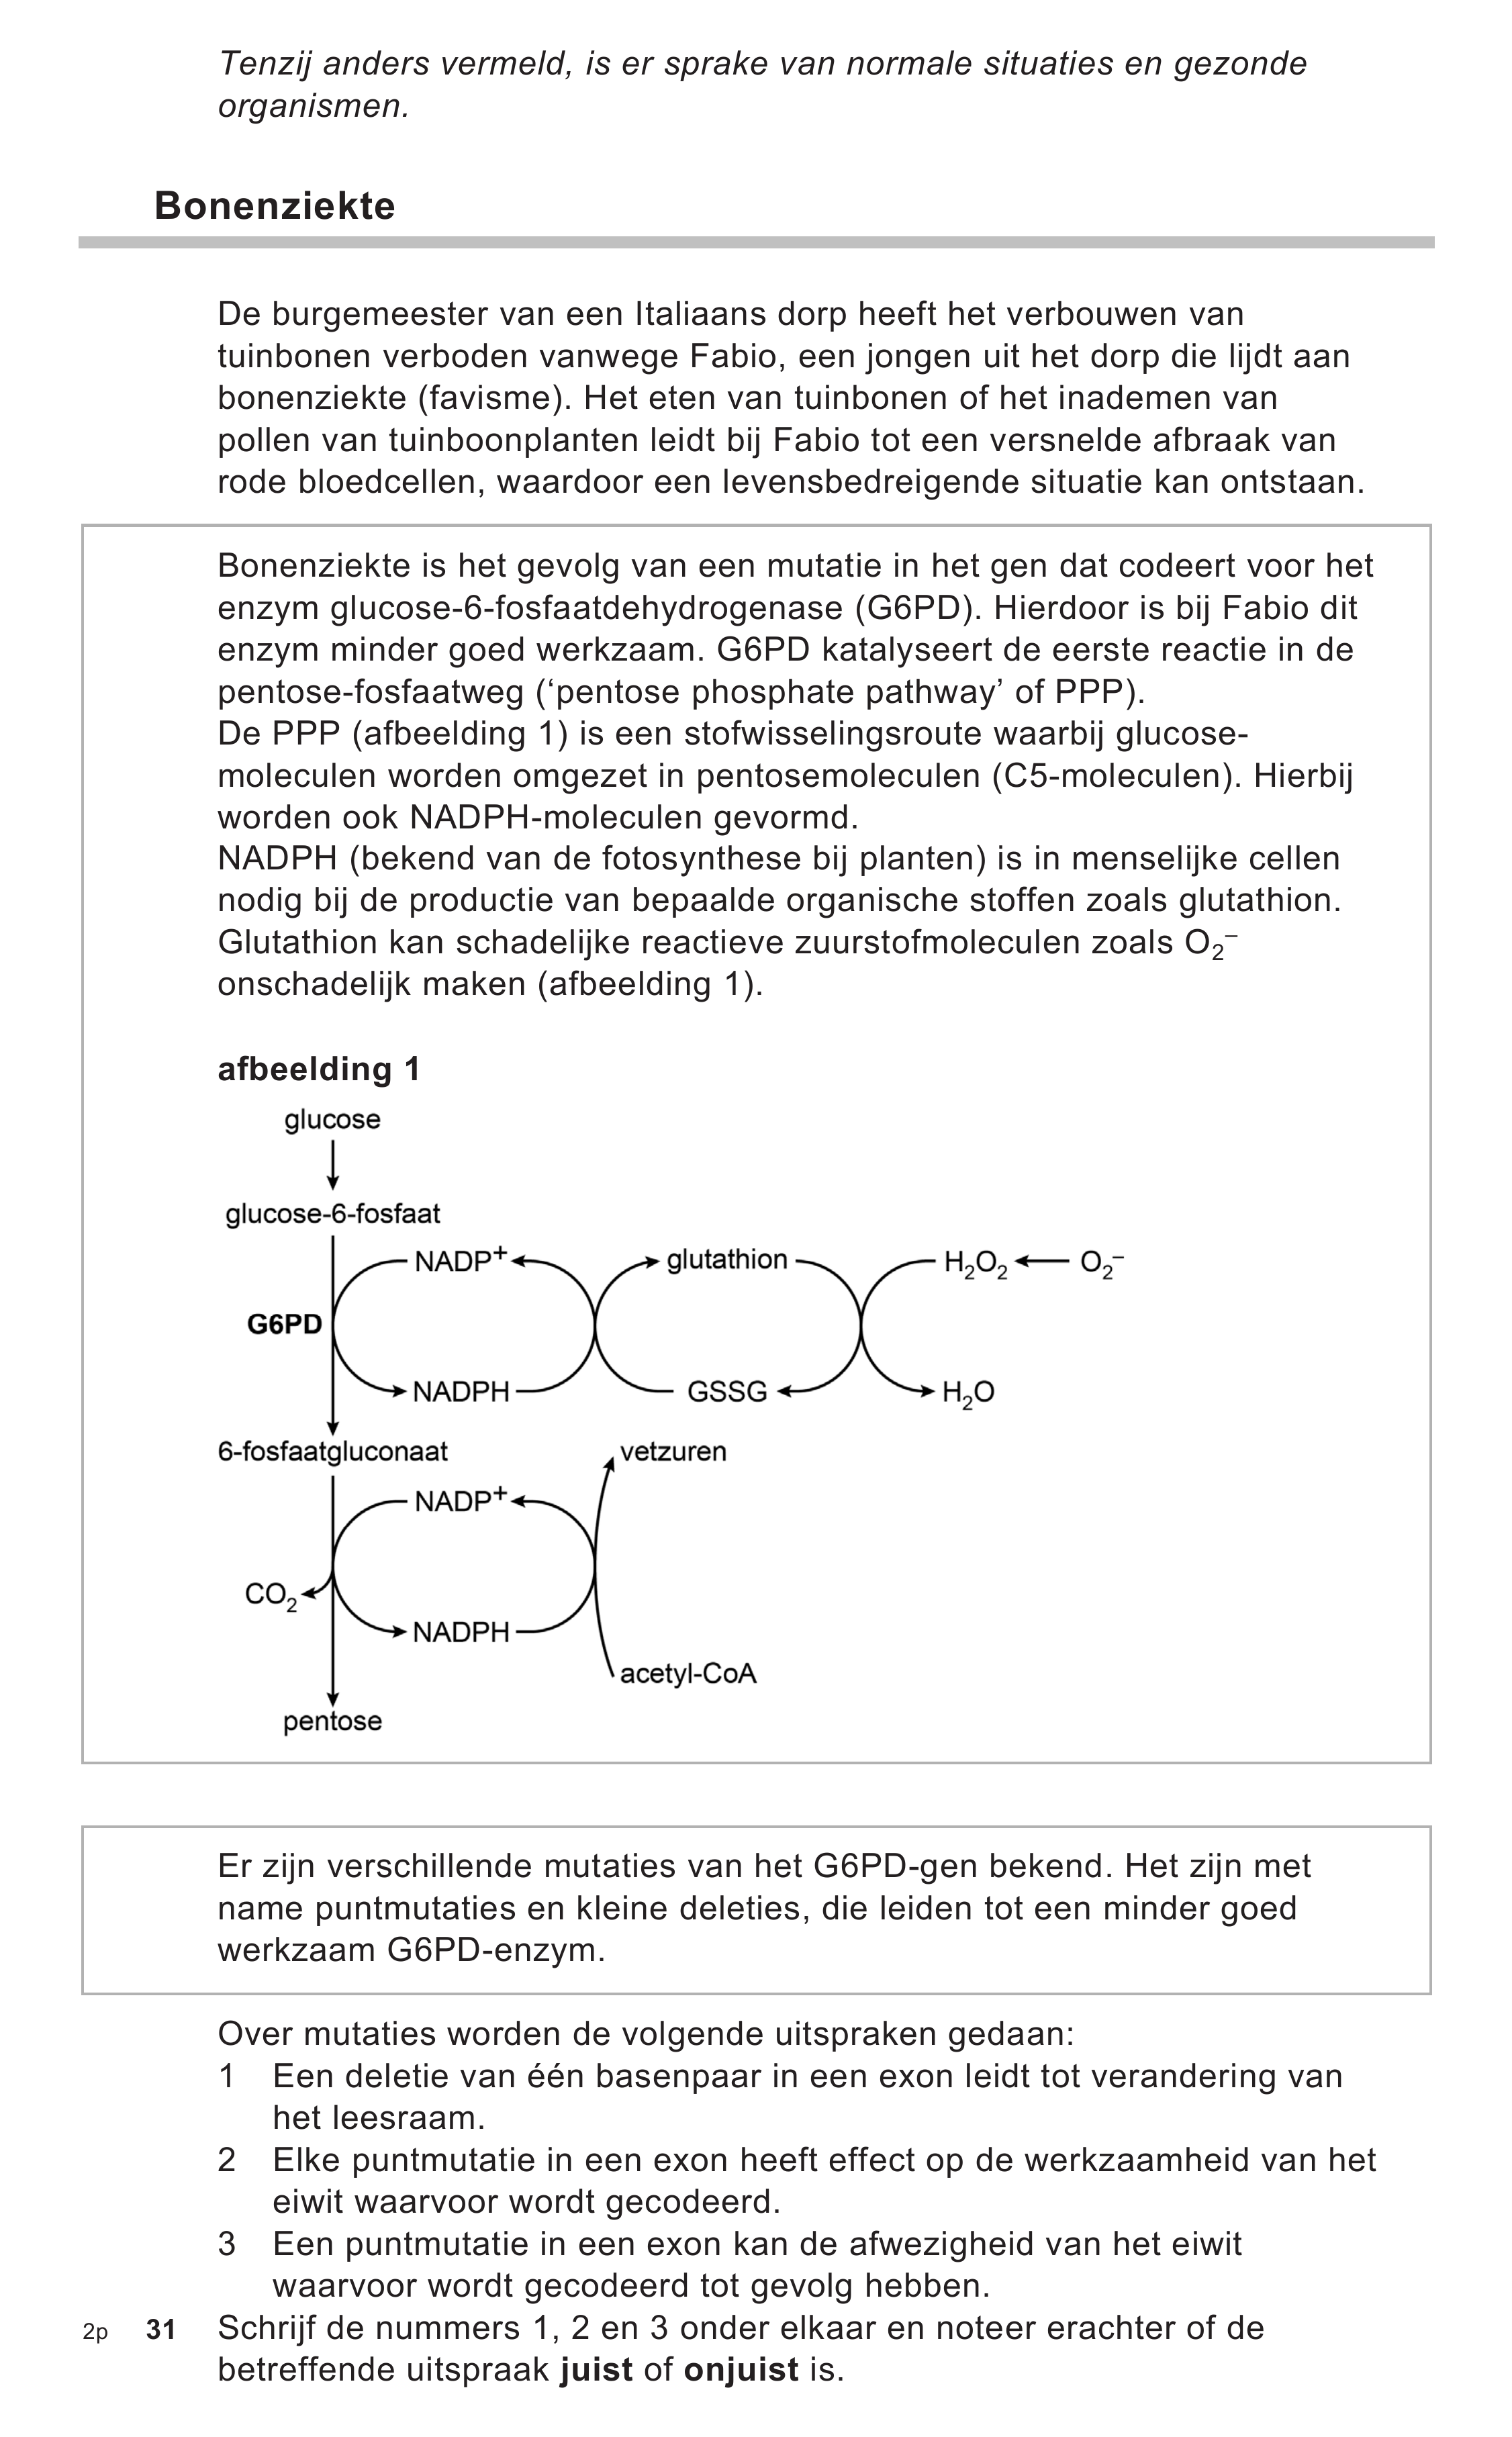 Tenzij anders vermeld, is er sprake van normale situaties en gezonde
organismen.
Bonenziekte
De burgemeester van een Italiaans dorp heeft het verbouwen van
tuinbonen verboden vanwege Fabio, een jongen uit het dorp die lijdt aan
bonenziekte (favisme). Het eten van tuinbonen of het inademen van
pollen van tuinboonplanten leidt bij Fabio tot een versnelde afbraak van
rode bloedcellen, waardoor een levensbedreigende situatie kan ontstaan.
Bonenziekte is het gevolg van een mutatie in het gen dat codeert voor het
enzym glucose-6-fosfaatdehydrogenase (G6PD). Hierdoor is bij Fabio dit
enzym minder goed werkzaam. G6PD katalyseert de eerste reactie in de
pentose-fosfaatweg (‘pentose phosphate pathway’ of PPP).
De PPP (afbeelding 1) is een stofwisselingsroute waarbij glucose-
moleculen worden omgezet in pentosemoleculen (C5-moleculen). Hierbij
worden ook NADPH-moleculen gevormd.
NADPH (bekend van de fotosynthese bij planten) is in menselijke cellen
nodig bij de productie van bepaalde organische stoffen zoals glutathion.
Glutathion kan schadelijke reactieve zuurstofmoleculen zoals O₂⁻
onschadelijk maken (afbeelding 1).
afbeelding 1
glucose
glucose-6-fosfaat
NADP⁺ glutathion H₂O₂ O₂⁻
G6PD
NADPH GSSG H₂O
6-fosfaatgluconaat vetzuren
NADP⁺
CO₂
NADPH
acetyl-CoA
pentose
Er zijn verschillende mutaties van het G6PD-gen bekend. Het zijn met
name puntmutaties en kleine deleties, die leiden tot een minder goed
werkzaam G6PD-enzym.
Over mutaties worden de volgende uitspraken gedaan:
1 Een deletie van één basenpaar in een exon leidt tot verandering van
het leesraam.
2 Elke puntmutatie in een exon heeft effect op de werkzaamheid van het
eiwit waarvoor wordt gecodeerd.
3 Een puntmutatie in een exon kan de afwezigheid van het eiwit
waarvoor wordt gecodeerd tot gevolg hebben.
2p 31 Schrijf de nummers 1, 2 en 3 onder elkaar en noteer erachter of de
betreffende uitspraak juist of onjuist is.